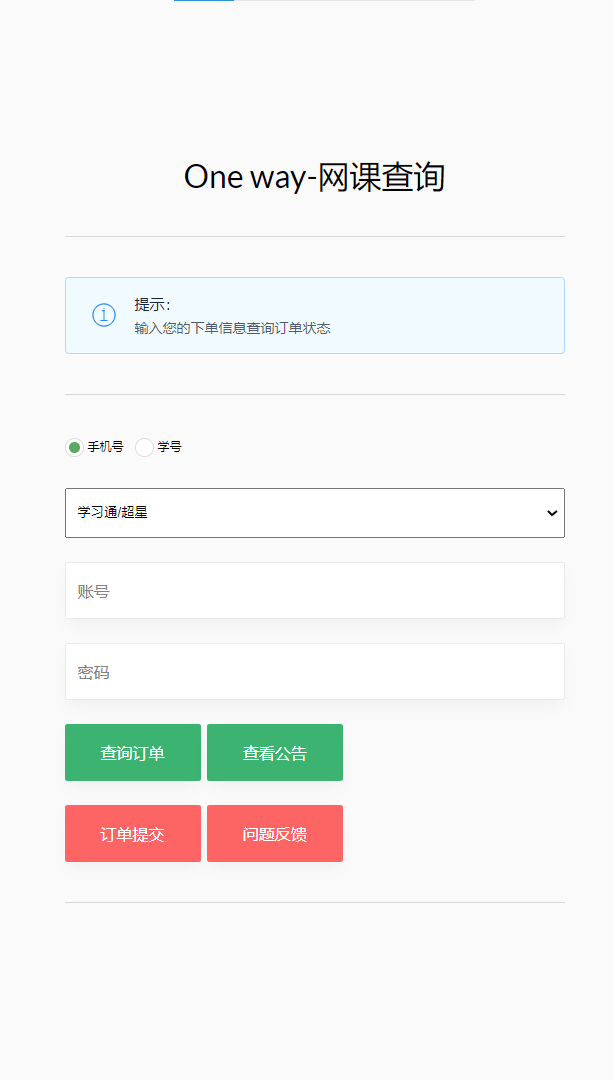 One way-网课查询
提示：
输入您的下单信息查询订单状态
手机号 学号
学习通/超星
账号
密码
查询订单 查看公告
订单提交 问题反馈